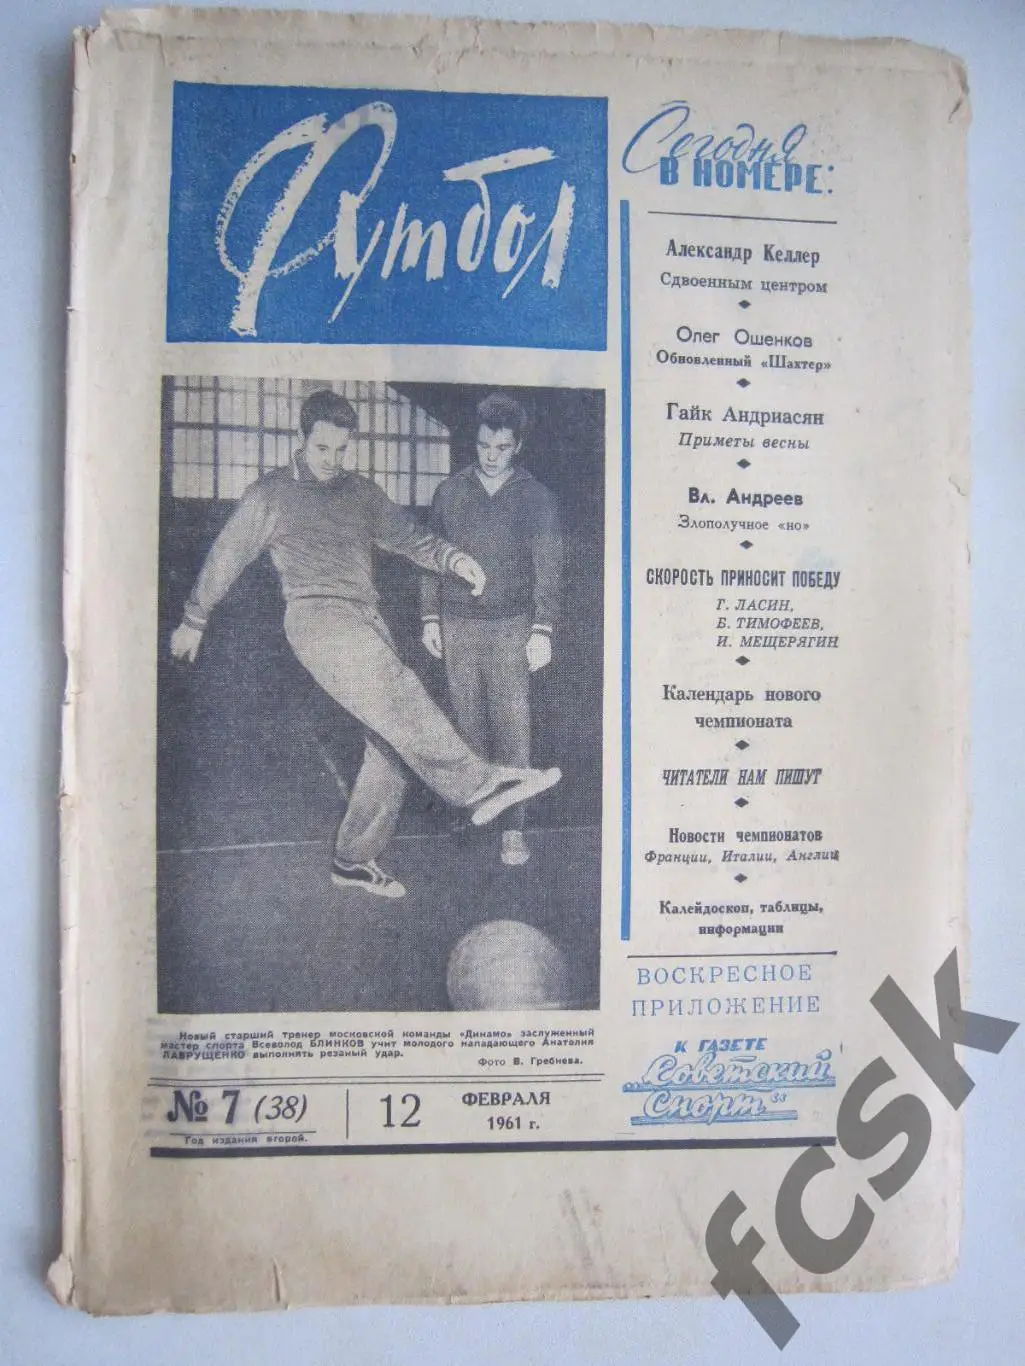 Футбол
Сегодня
В НОМЕРЕ:
Александр Келлер
Сдвоенным центром
Олег Ошенков
Обновленный «Шахтер»
Гайк Андриасян
Приметы весны
Вл. Андреев
Злополучное «но»
СКОРОСТЬ ПРИНОСИТ ПОБЕДУ
Г. ЛАСИН,
Б. ТИМОФЕЕВ,
И. МЕЩЕРЯГИН
Календарь нового
чемпионата
ЧИТАТЕЛИ НАМ ПИШУТ
Новости чемпионатов
Франции, Италии, Англии
Калейдоскоп, таблицы,
информации
ВОСКРЕСНОЕ
ПРИЛОЖЕНИЕ
К ГАЗЕТЕ
„Советский
Спорт“
Новый старший тренер московской команды «Динамо» заслуженный
мастер спорта Всеволод БЛИНКОВ учит молодого нападающего Анатолия
ЛАВРУЩЕНКО выполнять резаный удар.
Фото В. Гребнева.
№ 7 (38)
Год издания второй.
12
ФЕВРАЛЯ
1961 г.
fcsk